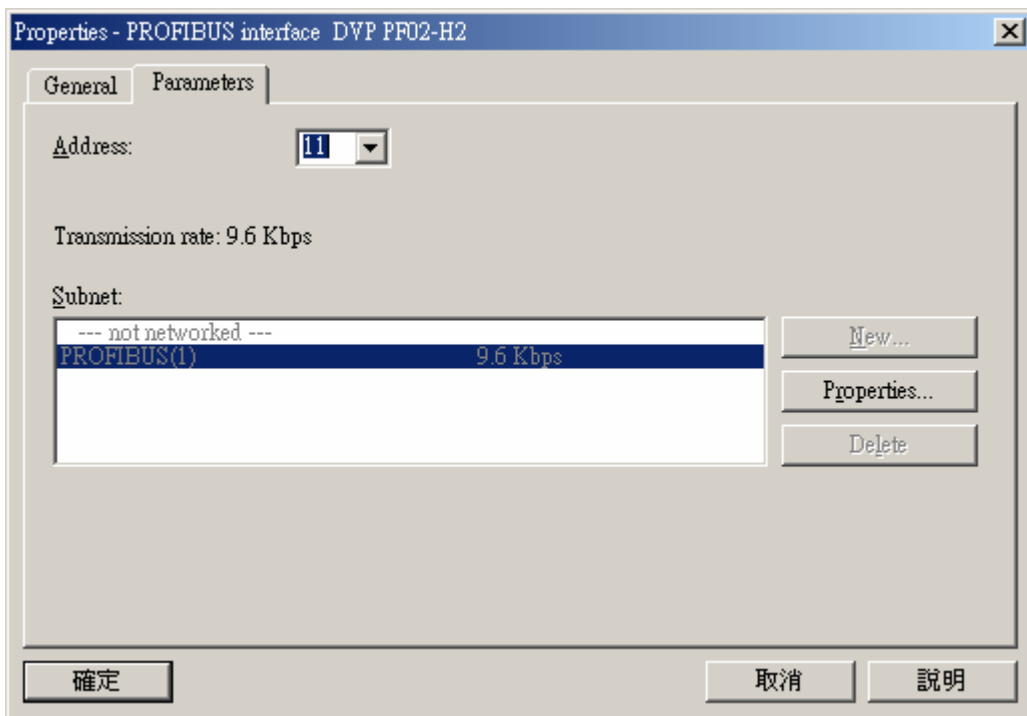 Properties - PROFIBUS interface DVP PF02-H2
General Parameters
Address: 11
Transmission rate: 9.6 Kbps
Subnet:
--- not networked ---
PROFIBUS(1) 9.6 Kbps
New...
Properties...
Delete
確定 取消 說明